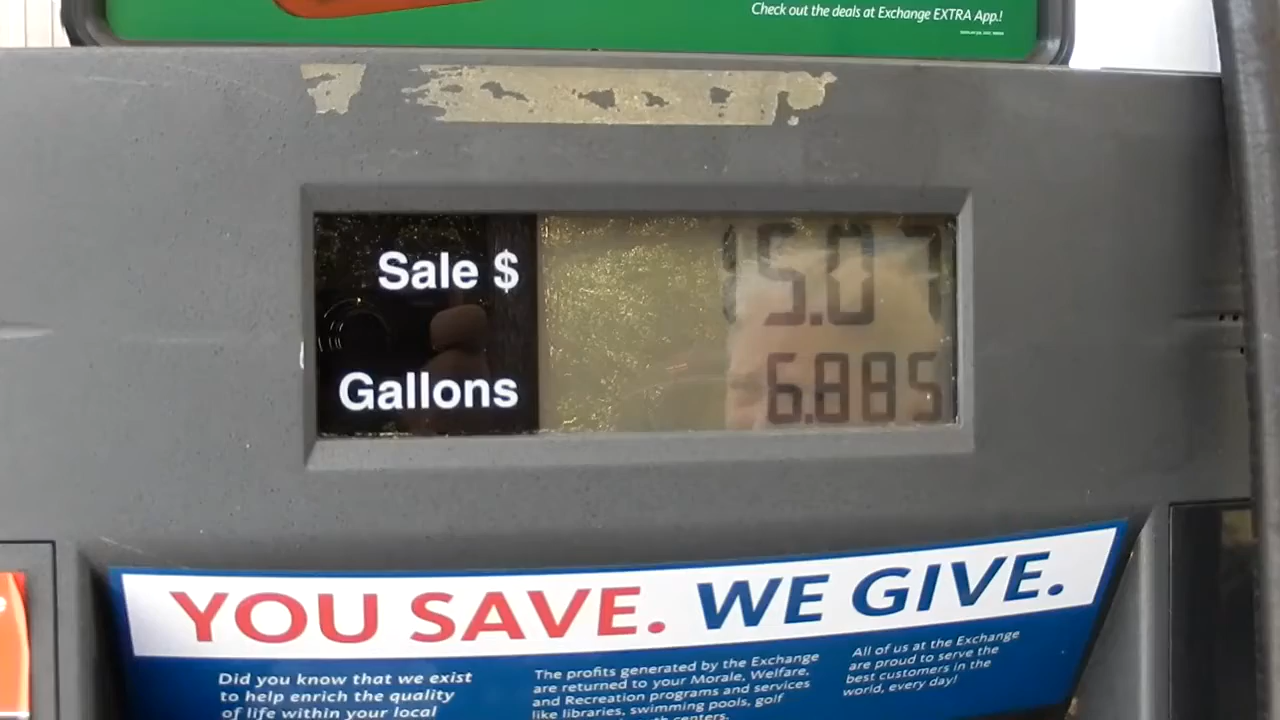 Check out the deals at Exchange EXTRA App.!
Sale $ 15.07
Gallons 6.885
YOU SAVE. WE GIVE.
Did you know that we exist
to help enrich the quality
of life within your local
The profits generated by the Exchange
are returned to your Morale, Welfare,
and Recreation programs and services
like libraries, swimming pools, golf
centers.
All of us at the Exchange
are proud to serve the
best customers in the
world, every day!